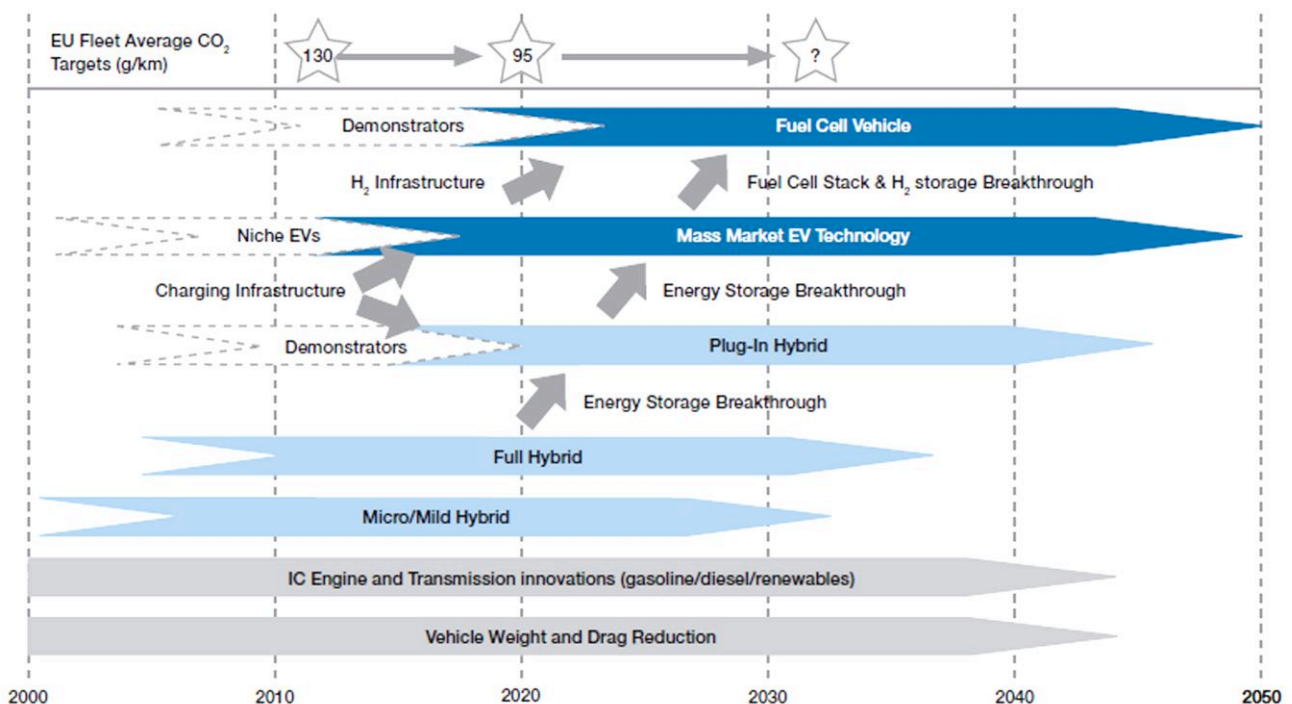 EU Fleet Average CO₂
Targets (g/km)
130
95
?
Demonstrators
Fuel Cell Vehicle
H₂ Infrastructure
Fuel Cell Stack & H₂ storage Breakthrough
Niche EVs
Mass Market EV Technology
Charging Infrastructure
Energy Storage Breakthrough
Demonstrators
Plug-In Hybrid
Energy Storage Breakthrough
Full Hybrid
Micro/Mild Hybrid
IC Engine and Transmission innovations (gasoline/diesel/renewables)
Vehicle Weight and Drag Reduction
2000
2010
2020
2030
2040
2050